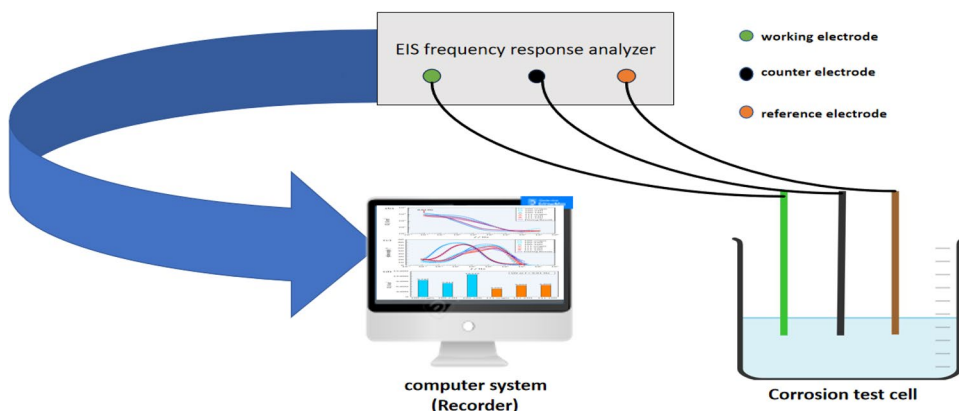 EIS frequency response analyzer
working electrode
counter electrode
reference electrode
computer system
(Recorder)
Corrosion test cell